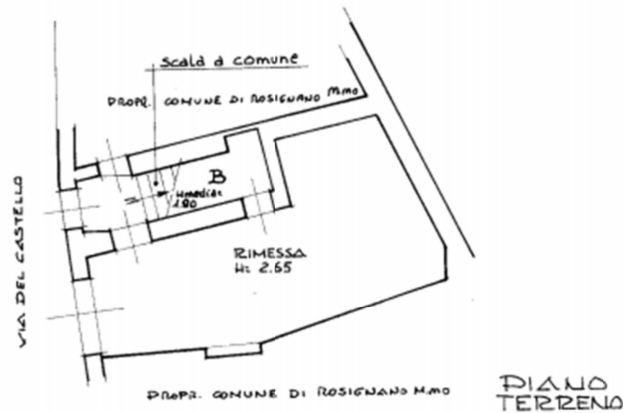 scala a comune
PROPR. COMUNE DI ROSIGNANO M.MO
B
H media:
1.90
RIMESSA
H: 2.65
VIA DEL CASTELLO
PROPR. COMUNE DI ROSIGNANO M.MO
PIANO
TERRENO